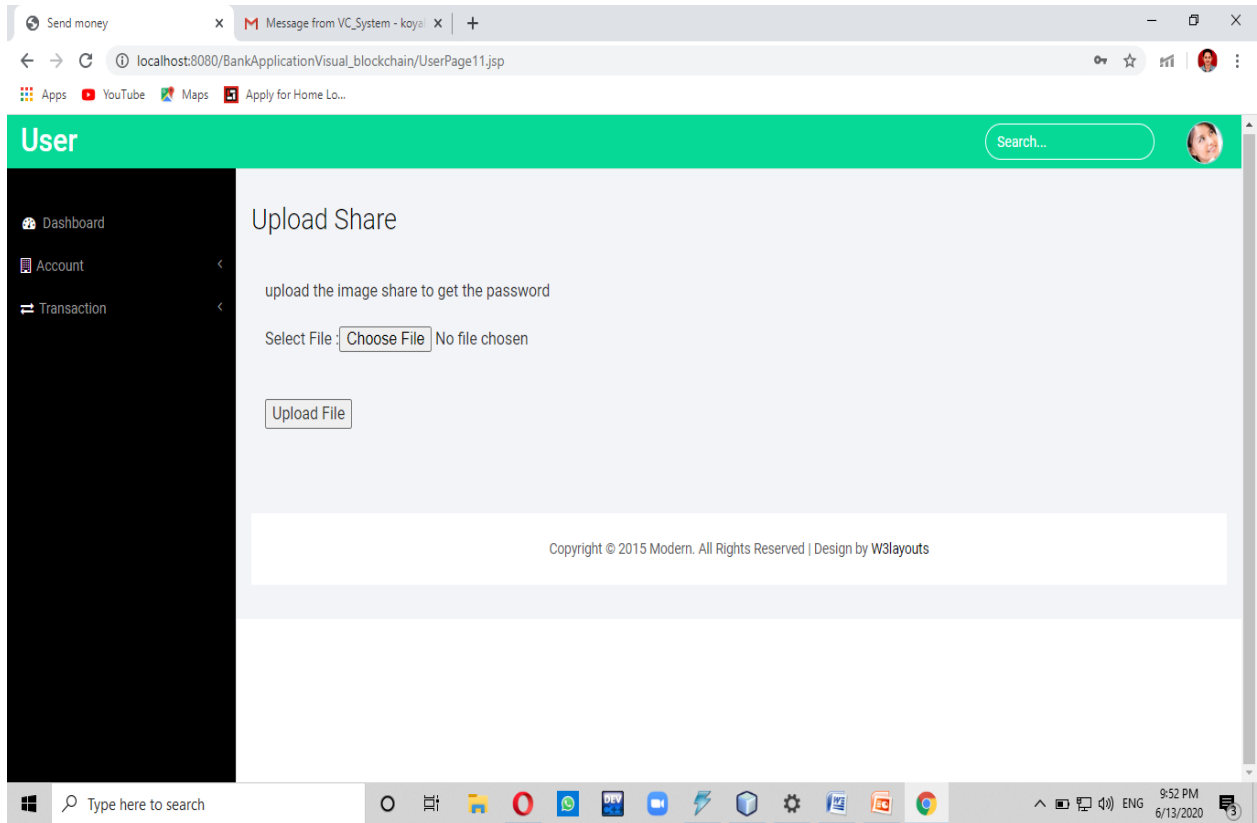 Send money
Message from VC_System - koyal
localhost:8080/BankApplicationVisual_blockchain/UserPage11.jsp
Apps YouTube Maps Apply for Home Lo...
User
Search...
Dashboard
Account
Transaction
Upload Share
upload the image share to get the password
Select File : Choose File No file chosen
Upload File
Copyright © 2015 Modern. All Rights Reserved | Design by W3layouts
Type here to search
DEV
ENG
9:52 PM
6/13/2020
3